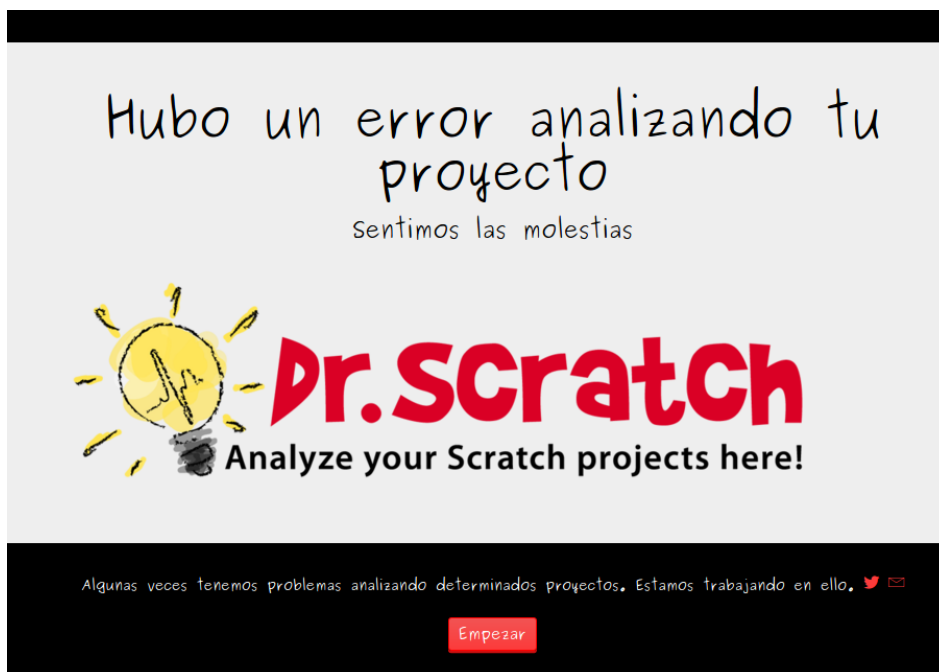 Hubo un error analizando tu
proyecto
Sentimos las molestias
Dr.Scratch
Analyze your Scratch projects here!
Algunas veces tenemos problemas analizando determinados proyectos. Estamos trabajando en ello.
Empezar